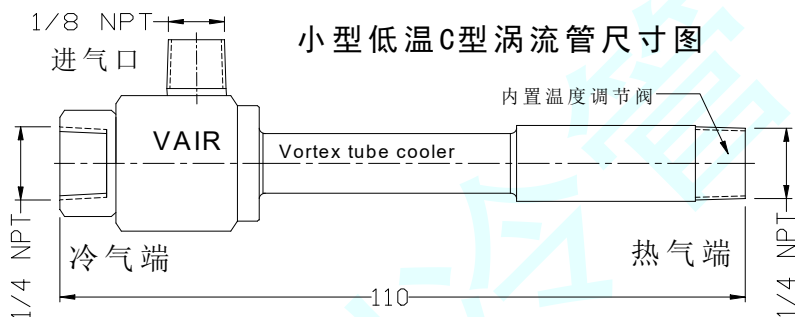 1/8 NPT
进气口
小型低温C型涡流管尺寸图
内置温度调节阀
VAIR
Vortex tube cooler
1/4 NPT
冷气端
热气端
1/4 NPT
110
冷管